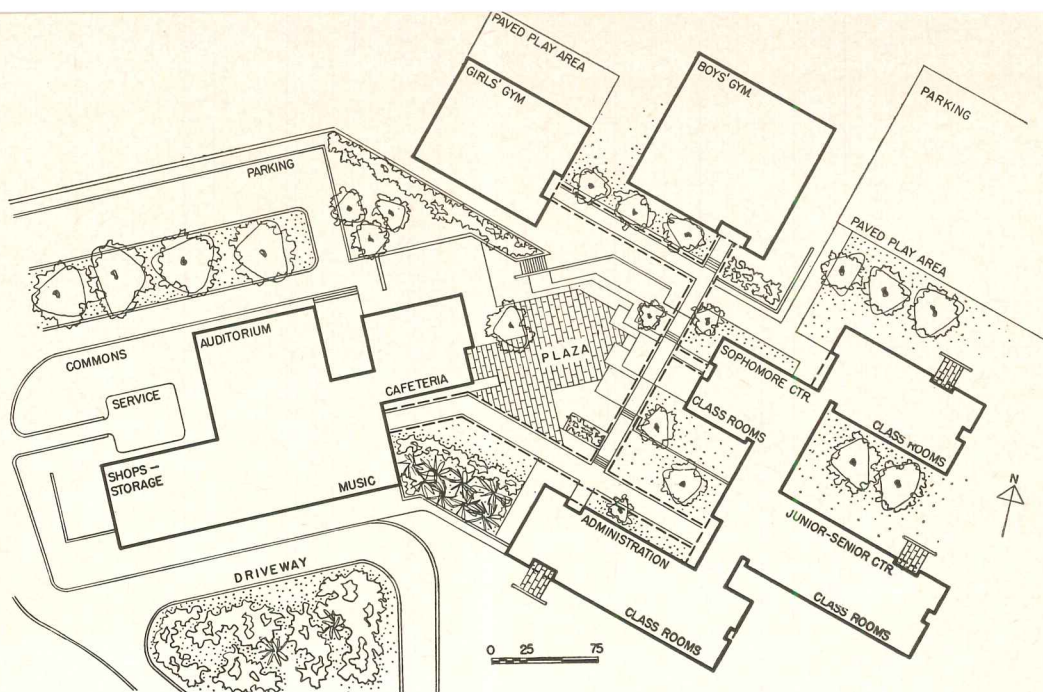 PAVED PLAY AREA
GIRLS' GYM
BOYS' GYM.
PARKING
PARKING
PAVED PLAY AREA
AUDITORIUM
COMMONS
PLAZA
SOPHOMORE CTR.
CAFETERIA
SERVICE
CLASS ROOMS
CLASS ROOMS
SHOPS –
STORAGE
MUSIC
N
ADMINISTRATION
JUNIOR-SENIOR CTR.
DRIVEWAY
CLASS ROOMS
CLASS ROOMS
0 25 75